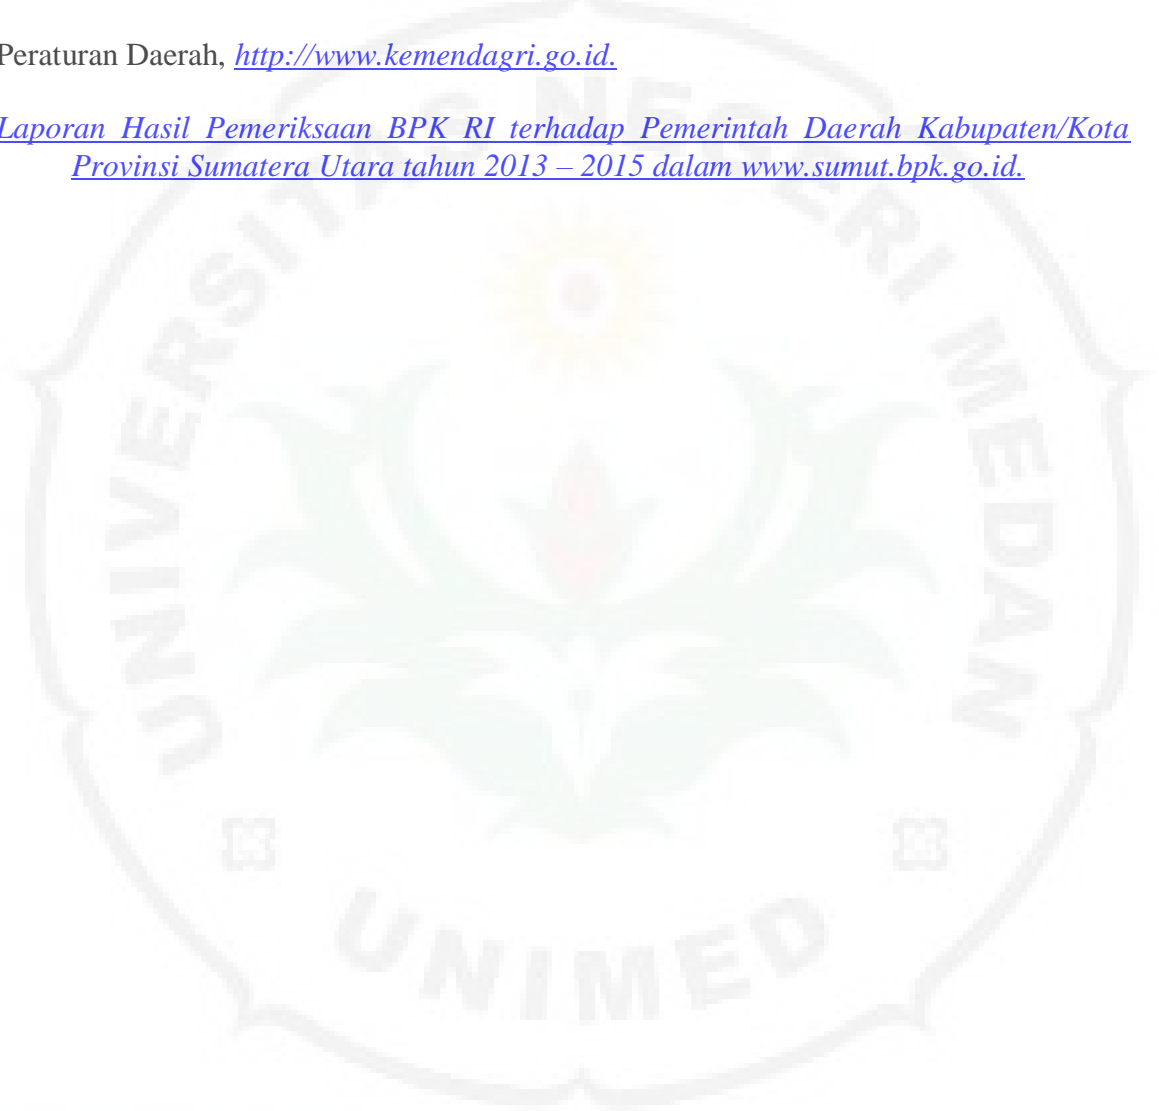 Peraturan Daerah, http://www.kemendagri.go.id.
Laporan Hasil Pemeriksaan BPK RI terhadap Pemerintah Daerah Kabupaten/Kota
Provinsi Sumatera Utara tahun 2013 – 2015 dalam www.sumut.bpk.go.id.
UNIVERSITAS NEGERI MEDAN
UNIMED